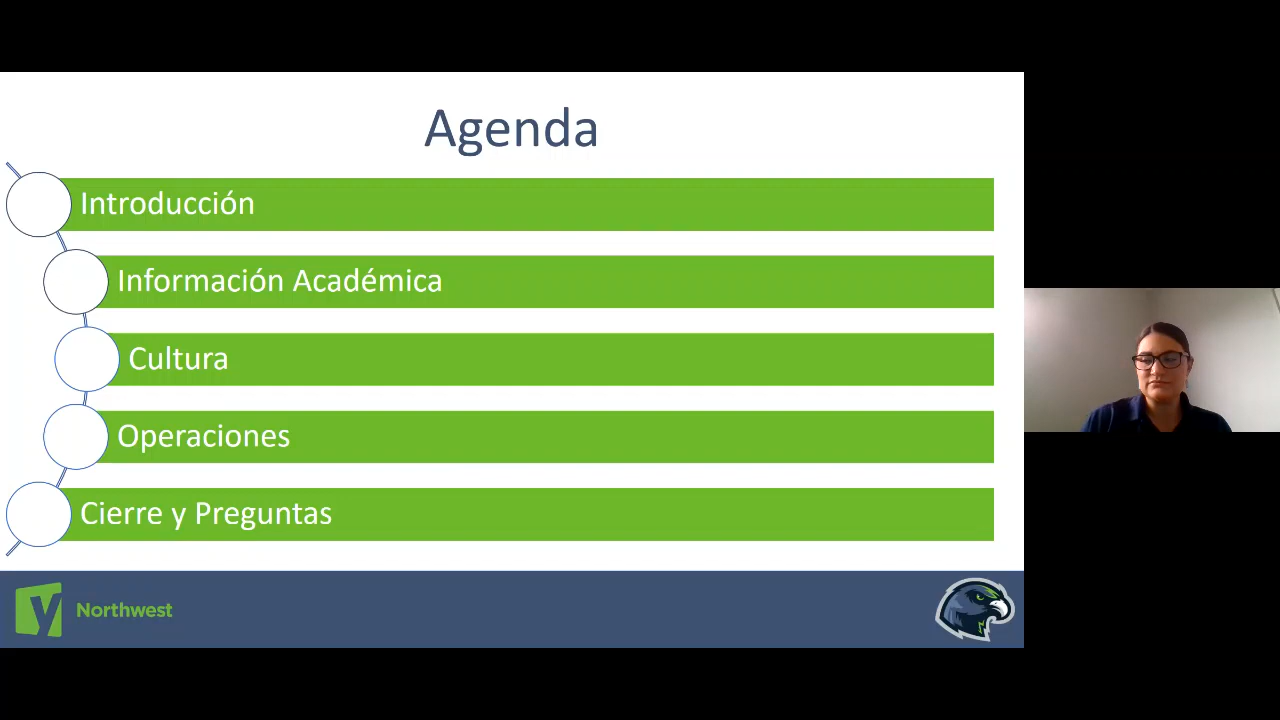 Agenda
Introducción
Información Académica
Cultura
Operaciones
Cierre y Preguntas
y Northwest